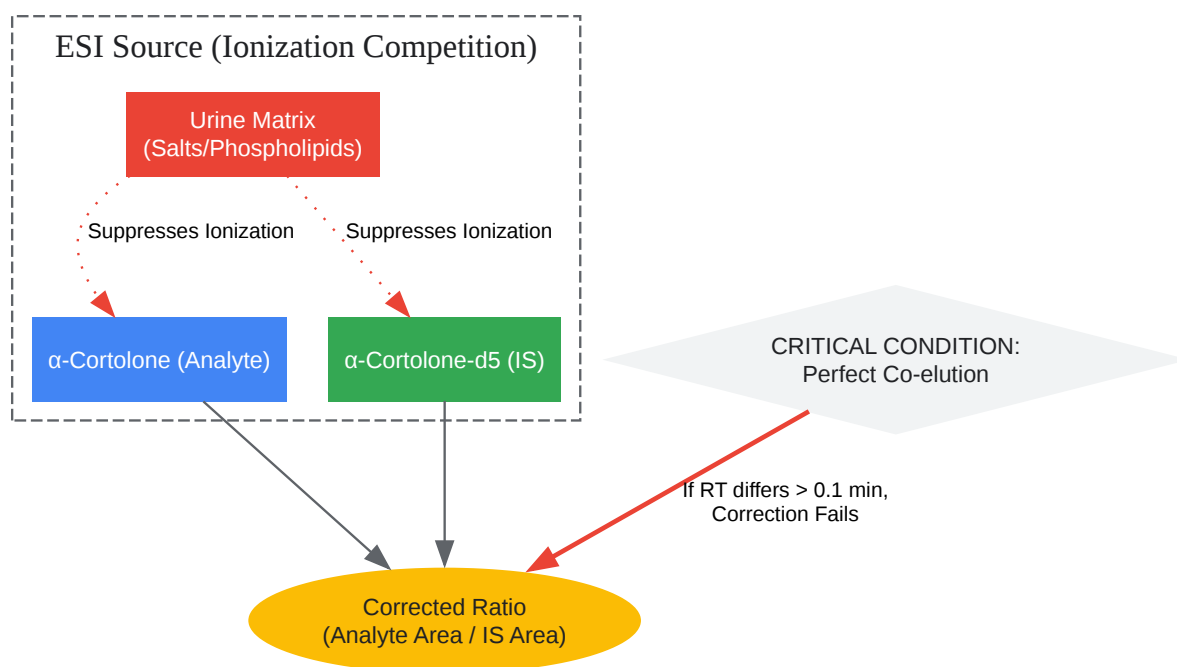 ESI Source (Ionization Competition)
Urine Matrix
(Salts/Phospholipids)
Suppresses Ionization
Suppresses Ionization
α-Cortolone (Analyte)
α-Cortolone-d5 (IS)
CRITICAL CONDITION:
Perfect Co-elution
If RT differs > 0.1 min,
Correction Fails
Corrected Ratio
(Analyte Area / IS Area)